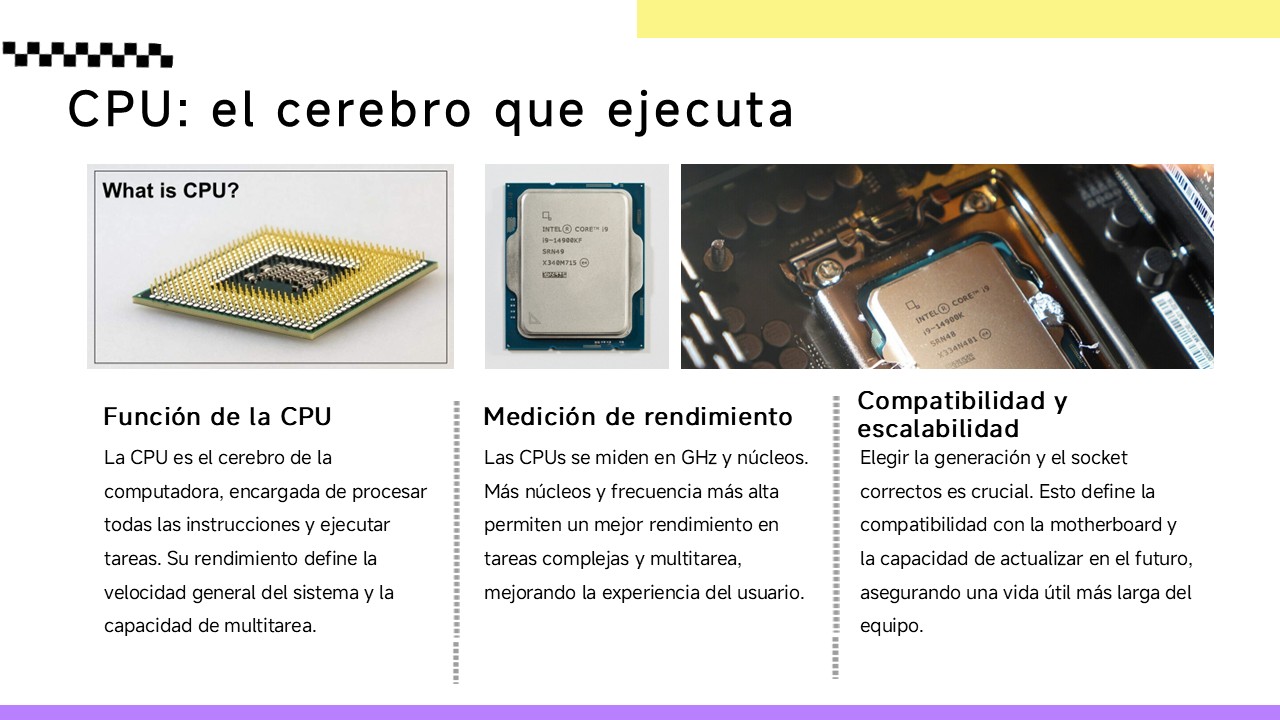 CPU: el cerebro que ejecuta
What is CPU?
INTEL® CORE™ i9
i9-14900KF
SRN49
X340M715 e4
INTEL® CORE™ i9
i9-14900K
SRN48
X334N481 e4
Función de la CPU
La CPU es el cerebro de la
computadora, encargada de procesar
todas las instrucciones y ejecutar
tareas. Su rendimiento define la
velocidad general del sistema y la
capacidad de multitarea.
Medición de rendimiento
Las CPUs se miden en GHz y núcleos.
Más núcleos y frecuencia más alta
permiten un mejor rendimiento en
tareas complejas y multitarea,
mejorando la experiencia del usuario.
Compatibilidad y
escalabilidad
Elegir la generación y el socket
correctos es crucial. Esto define la
compatibilidad con la motherboard y
la capacidad de actualizar en el futuro,
asegurando una vida útil más larga del
equipo.